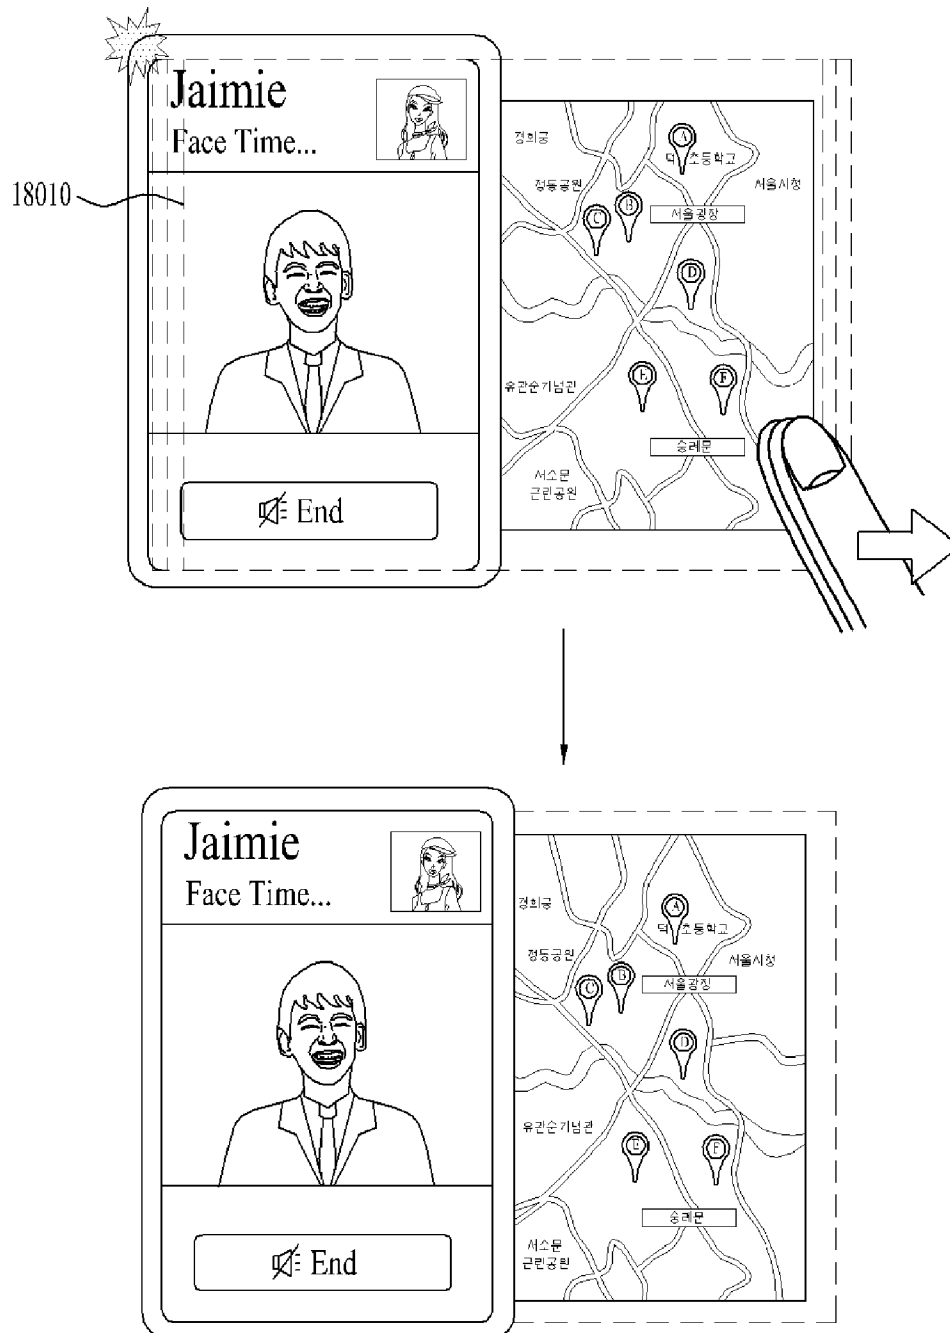 Jaimie
Face Time...
18010
End
경희궁
A
덕 초등학교
정동공원
서울시청
B
C
서울광장
D
유관순기념관
E
F
숭례문
서소문
근린공원
Jaimie
Face Time...
End
경희궁
A
덕 초등학교
정동공원
서울시청
B
C
서울광장
D
유관순기념관
E
F
숭례문
서소문
근린공원